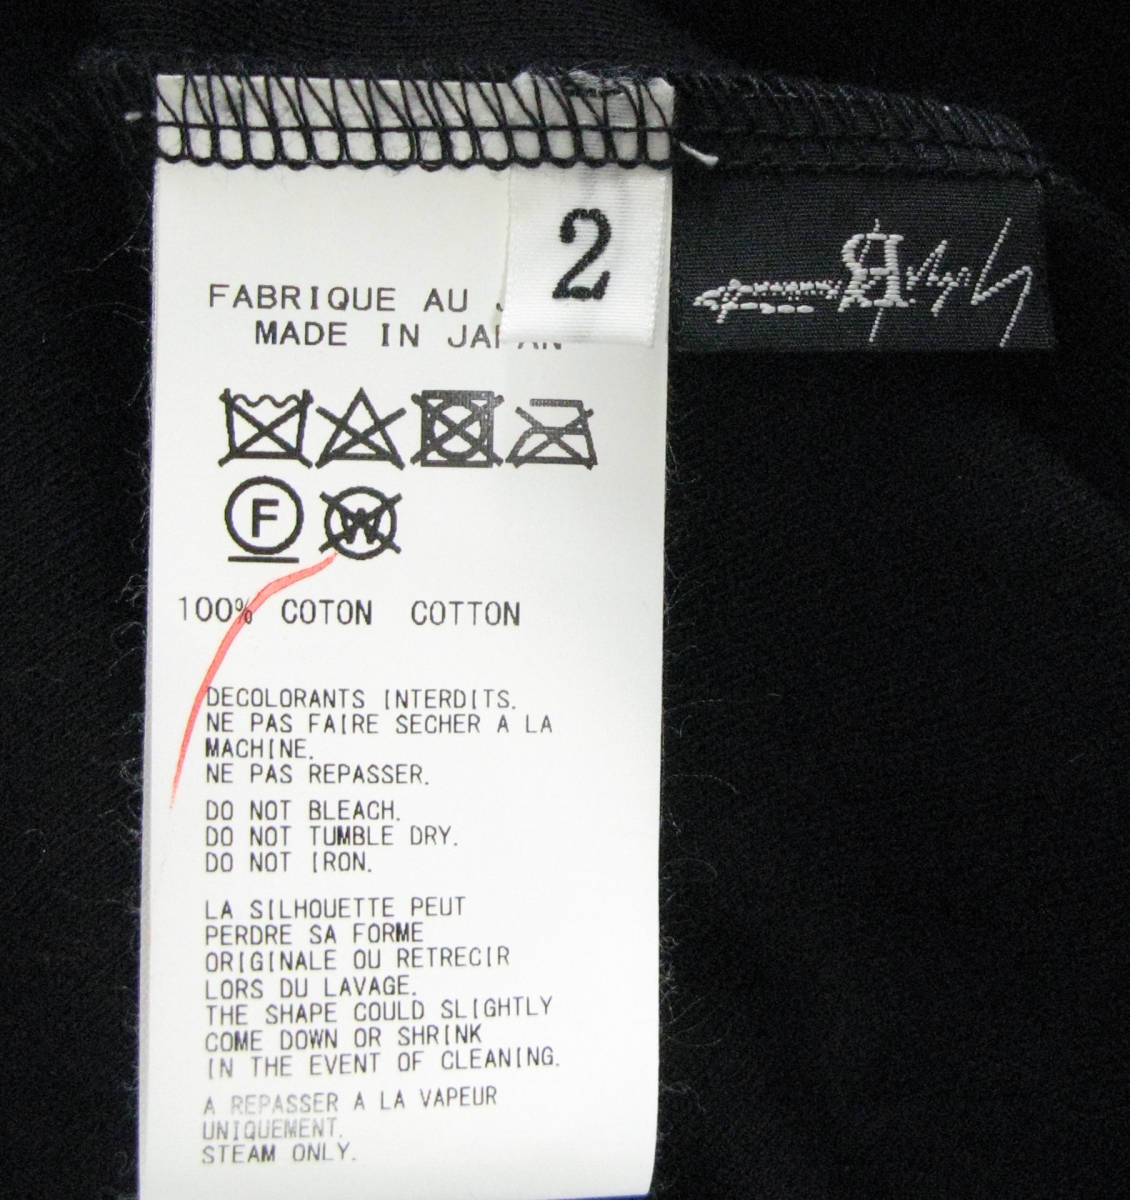 2
FABRIQUE AU
MADE IN
F
W
100% COTON COTTON
DECOLORANTS INTERDITS.
NE PAS FAIRE SECHER A LA
MACHINE.
NE PAS REPASSER.
DO NOT BLEACH.
DO NOT TUMBLE DRY.
DO NOT IRON.
LA SILHOUETTE PEUT
PERDRE SA FORME
ORIGINALE OU RETRECIR
LORS DU LAVAGE.
THE SHAPE COULD SLIGHTLY
COME DOWN OR SHRINK
IN THE EVENT OF CLEANING.
A REPASSER A LA VAPEUR
UNIQUEMENT.
STEAM ONLY.